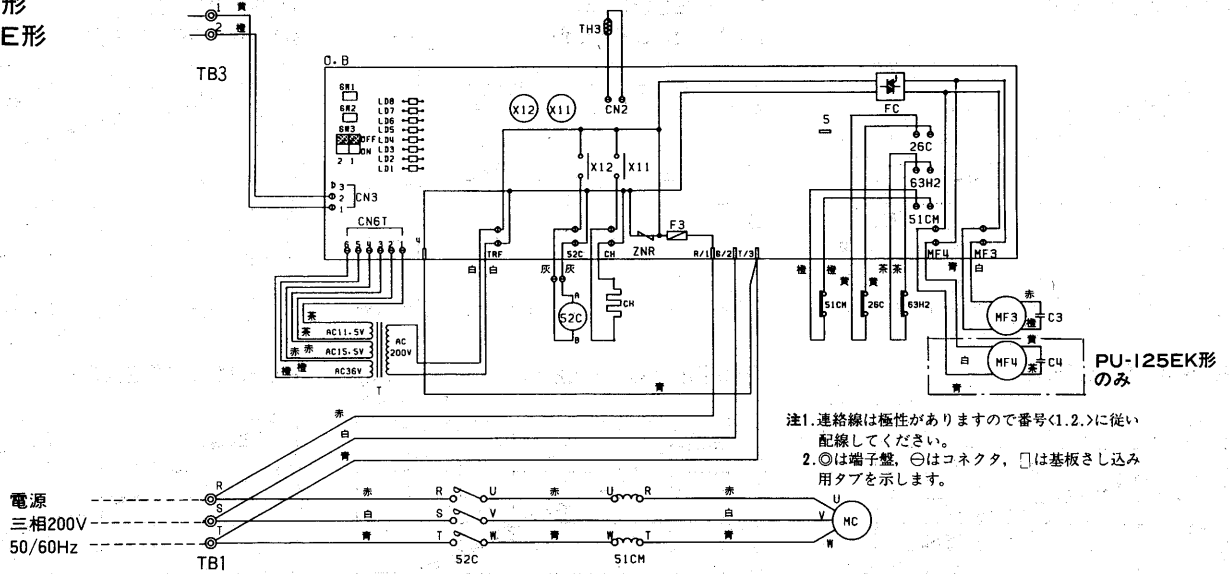 形
E形
1 黄
2 橙
TB3
TH3
O.B
SW1
SW2
SW3
OFF
ON
2 1
LD8
LD7
LD6
LD5
LD4
LD3
LD2
LD1
X12 X11
CN2
FC
5
26C
63H2
51CM
X12 X11
3
2
1
CN3
CN6T
6 5 4 3 2 1
4
TRF
52C
CH
ZNR
F3
R/1 S/2 T/3
MF4 MF3
白 白
灰 灰
橙 橙
黄 黄
茶 茶
青
白
A
52C
B
CH
51CM
26C
63H2
赤
MF3
橙
C3
黄
白
MF4
茶
C4
青
PU-125EK形
のみ
茶 茶
AC11.5V
赤 赤
AC15.5V
橙 橙
AC36V
AC
200V
T
青
赤
白
青
注1.連絡線は極性がありますので番号<1.2.>に従い
配線してください。
2.◎は端子盤, ⊖はコネクタ, ▯は基板さし込み
用タブを示します。
電源
三相200V
50/60Hz
R
S
T
TB1
赤 R U 赤 U R 赤 U
白 S V 白 V
青 T W 青 W T 青 W
52C
51CM
MC